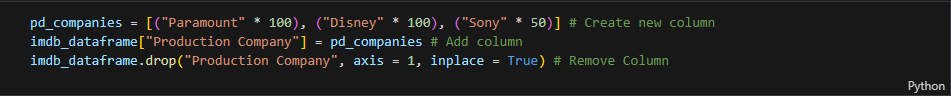 pd_companies = [("Paramount" * 100), ("Disney" * 100), ("Sony" * 50)] # Create new column
imdb_dataframe["Production Company"] = pd_companies # Add column
imdb_dataframe.drop("Production Company", axis = 1, inplace = True) # Remove Column
Python